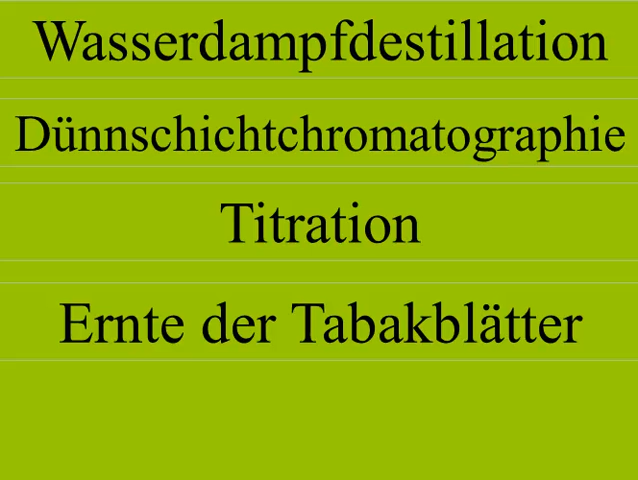 Wasserdampfdestillation
Dünnschichtchromatographie
Titration
Ernte der Tabakblätter